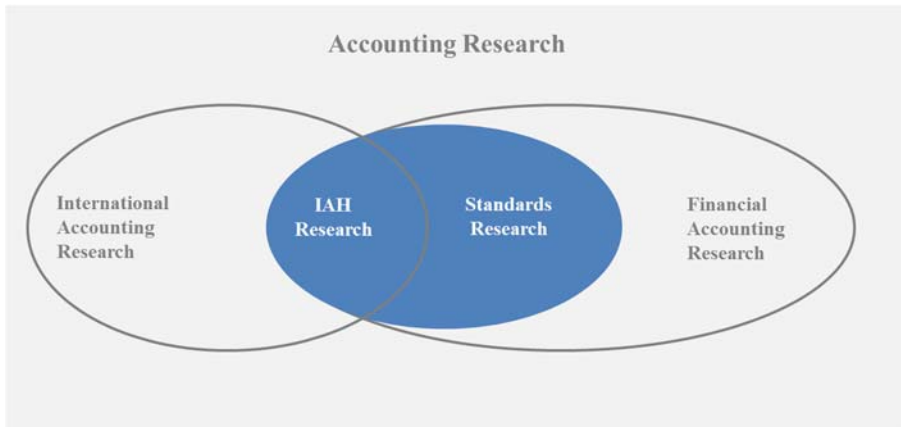 Accounting Research
International
Accounting
Research
IAH
Research
Standards
Research
Financial
Accounting
Research